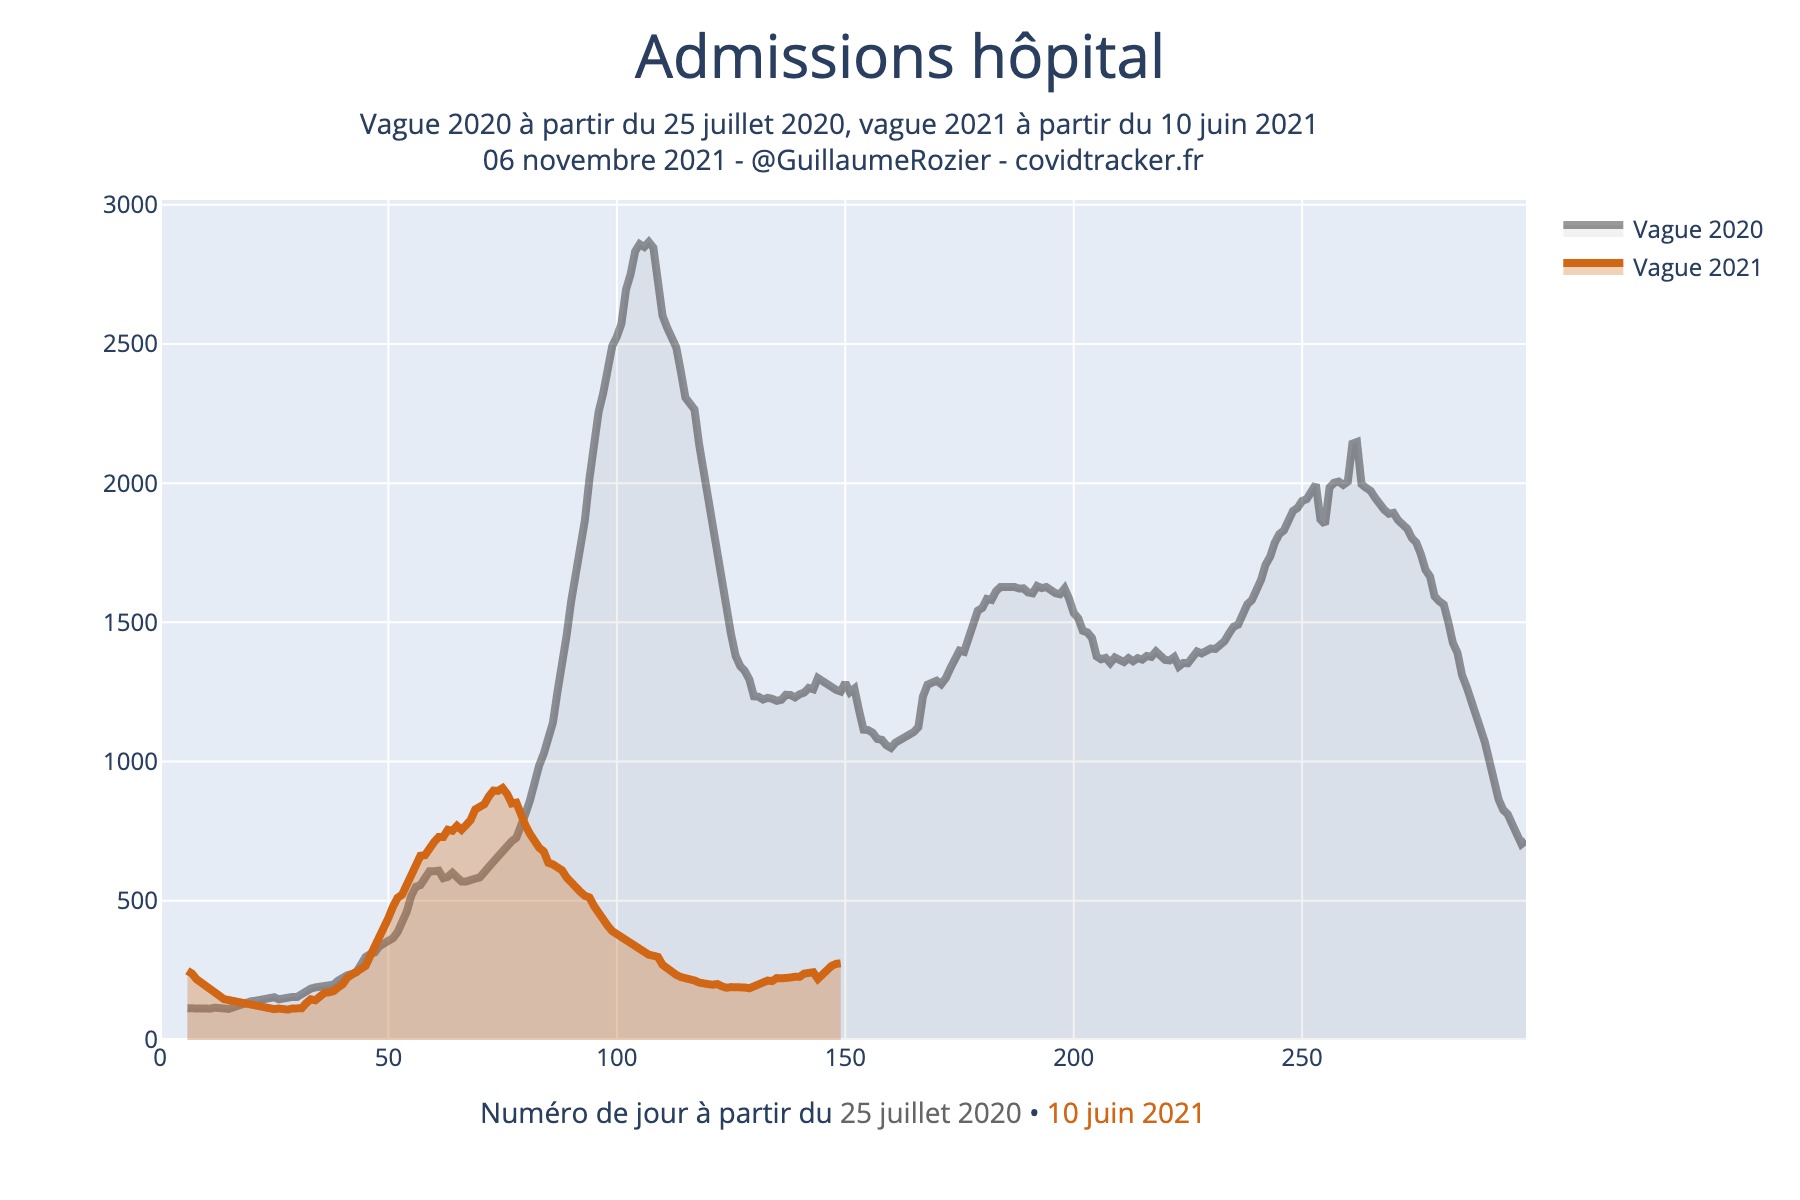 Admissions hôpital
Vague 2020 à partir du 25 juillet 2020, vague 2021 à partir du 10 juin 2021
06 novembre 2021 - @GuillaumeRozier - covidtracker.fr
3000
2500
2000
1500
1000
500
0
0 50 100 150 200 250
Numéro de jour à partir du 25 juillet 2020 • 10 juin 2021
Vague 2020
Vague 2021